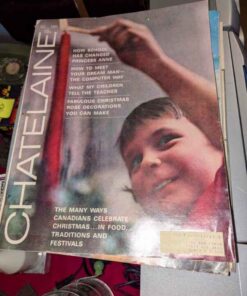 CHATELAINE
HOW SCHOOL
HAS CHANGED
PRINCESS ANNE
HOW TO MEET
YOUR DREAM MAN—
THE COMPUTER WAY
WHAT MY CHILDREN
TELL THE TEACHER
FABULOUS CHRISTMAS
ROSE DECORATIONS
YOU CAN MAKE
THE MANY WAYS
CANADIANS CELEBRATE
CHRISTMAS...IN FOOD,
TRADITIONS AND
FESTIVALS